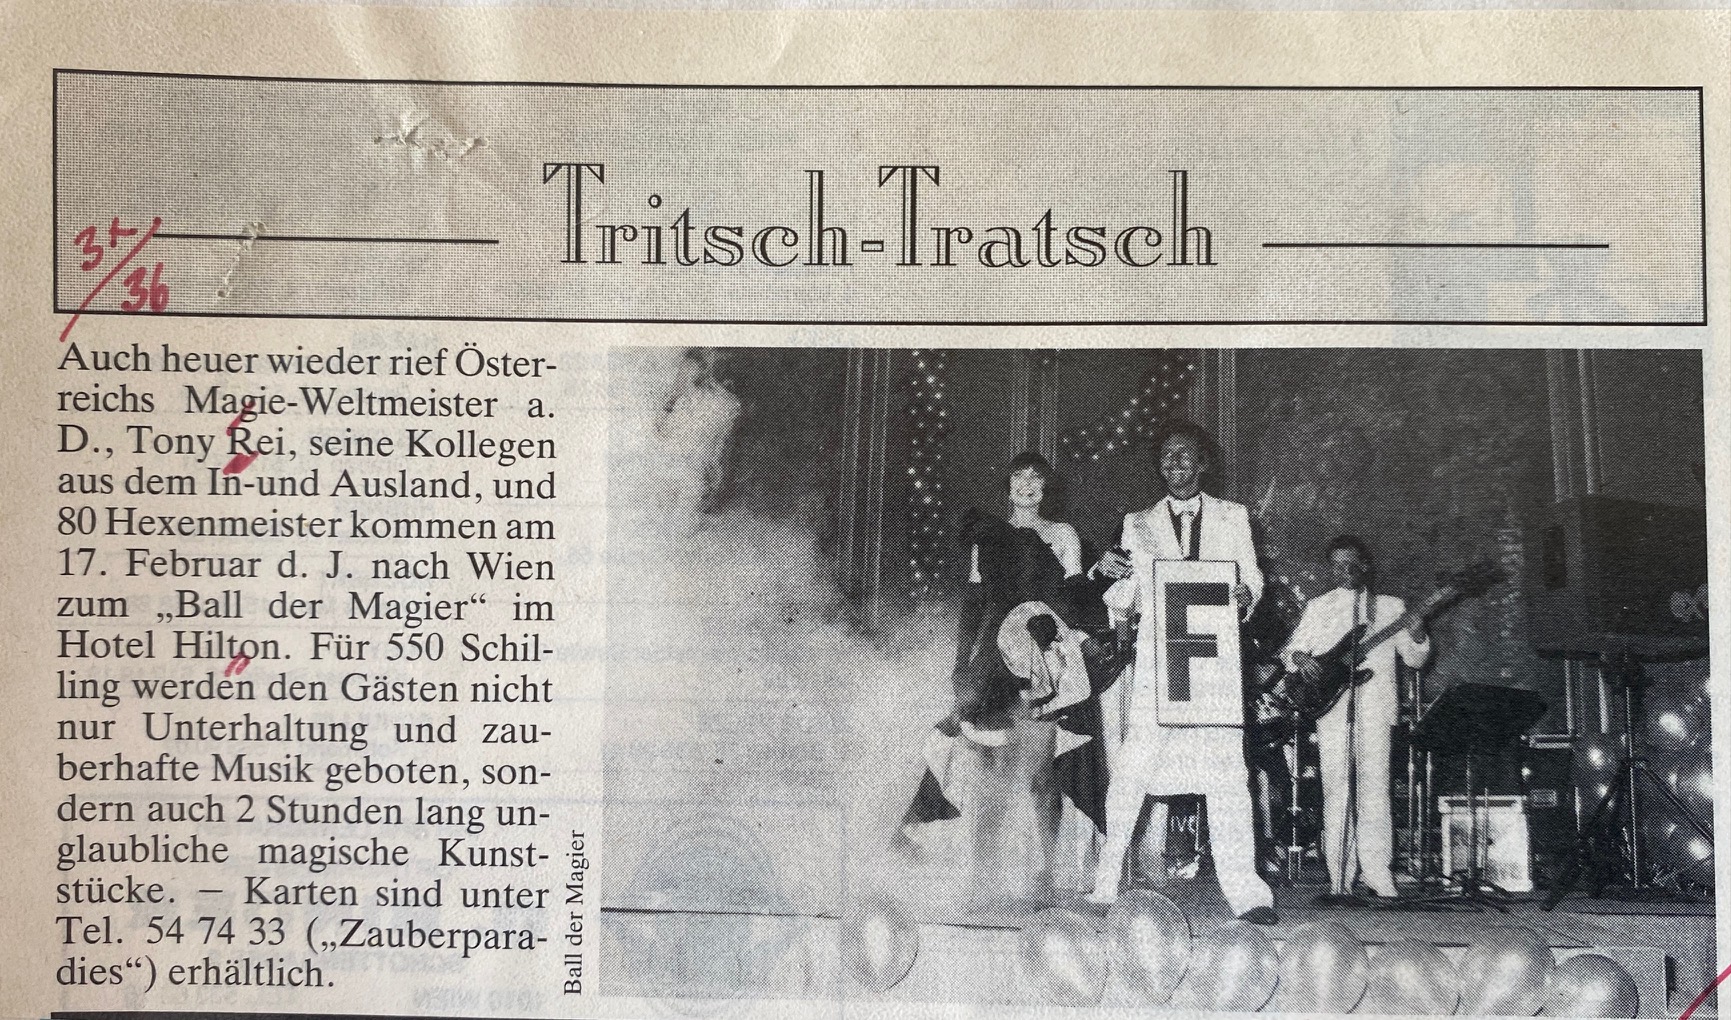 Tritsch-Tratsch
3x/36
Auch heuer wieder rief Öster-
reichs Magie-Weltmeister a.
D., Tony Rei, seine Kollegen
aus dem In-und Ausland, und
80 Hexenmeister kommen am
17. Februar d. J. nach Wien
zum „Ball der Magier“ im
Hotel Hilton. Für 550 Schil-
ling werden den Gästen nicht
nur Unterhaltung und zau-
berhafte Musik geboten, son-
dern auch 2 Stunden lang un-
glaubliche magische Kunst-
stücke. — Karten sind unter
Tel. 54 74 33 („Zauberpara-
dies“) erhältlich.
Ball der Magier
F